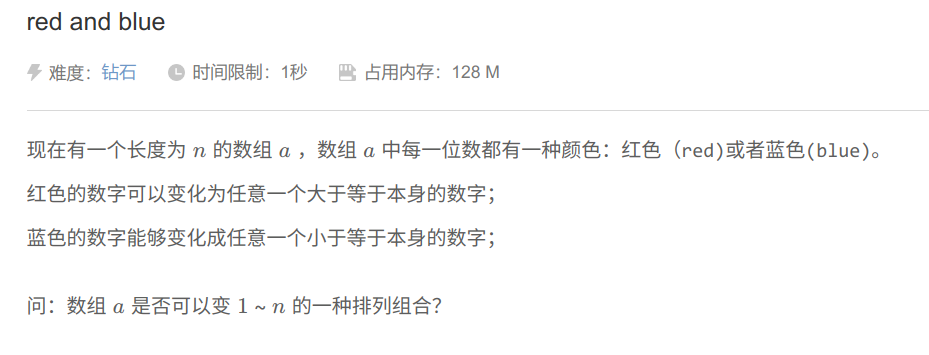 red and blue
难度：钻石 时间限制：1秒 占用内存：128 M
现在有一个长度为 n 的数组 a ，数组 a 中每一位数都有一种颜色：红色（red)或者蓝色(blue)。
红色的数字可以变化为任意一个大于等于本身的数字；
蓝色的数字能够变化成任意一个小于等于本身的数字；
问：数组 a 是否可以变 1 ~ n 的一种排列组合？